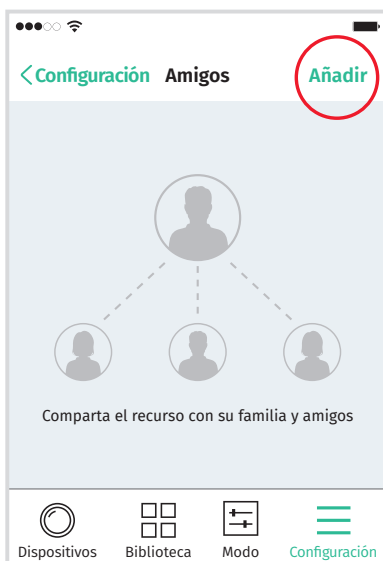 Configuración Amigos Añadir
Comparta el recurso con su familia y amigos
Dispositivos Biblioteca Modo Configuración